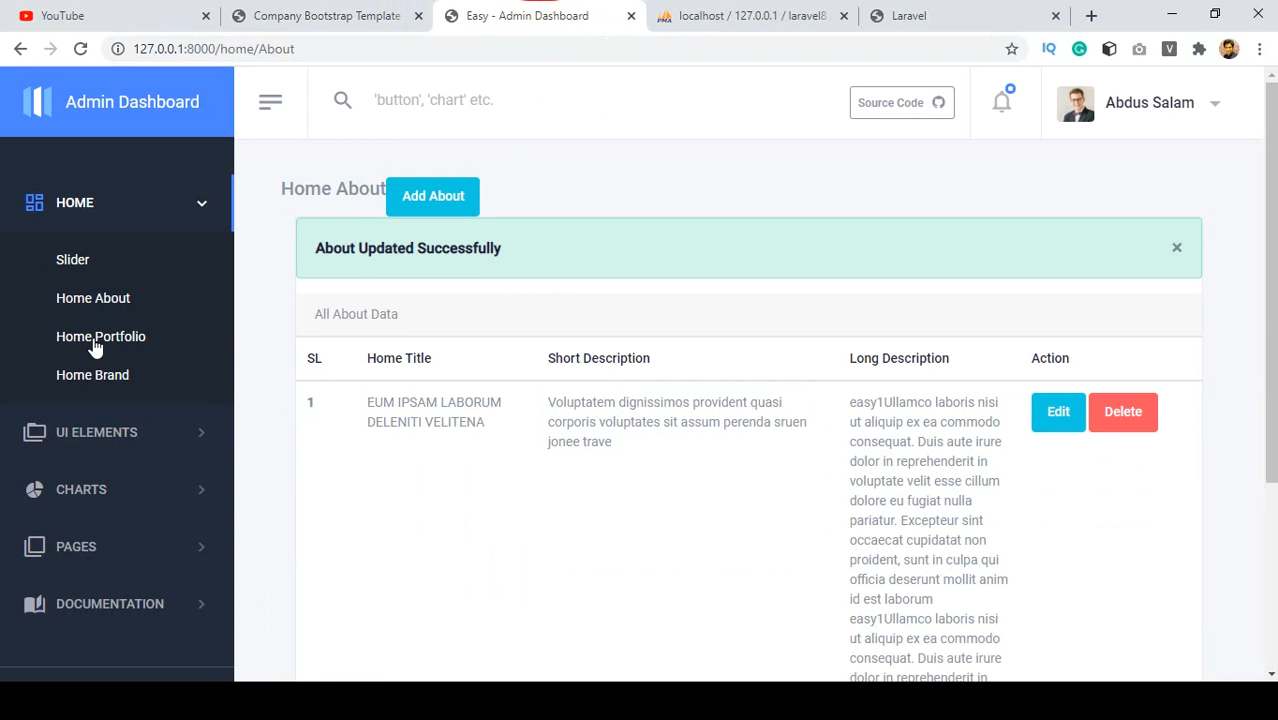 YouTube
Company Bootstrap Template
Easy - Admin Dashboard
localhost / 127.0.0.1 / laravel8
Laravel
127.0.0.1:8000/home/About
IQ
V
Admin Dashboard
'button', 'chart' etc.
Source Code
Abdus Salam
HOME
Slider
Home About
Home Portfolio
Home Brand
UI ELEMENTS
CHARTS
PAGES
DOCUMENTATION
Home About
Add About
About Updated Successfully
×
All About Data
SL Home Title Short Description Long Description Action
1
EUM IPSAM LABORUM
DELENITI VELITENA
Voluptatem dignissimos provident quasi
corporis voluptates sit assum perenda sruen
jonee trave
easy1Ullamco laboris nisi
ut aliquip ex ea commodo
consequat. Duis aute irure
dolor in reprehenderit in
voluptate velit esse cillum
dolore eu fugiat nulla
pariatur. Excepteur sint
occaecat cupidatat non
proident, sunt in culpa qui
officia deserunt mollit anim
id est laborum
easy1Ullamco laboris nisi
ut aliquip ex ea commodo
consequat. Duis aute irure
dolor in reprehenderit in
Edit
Delete